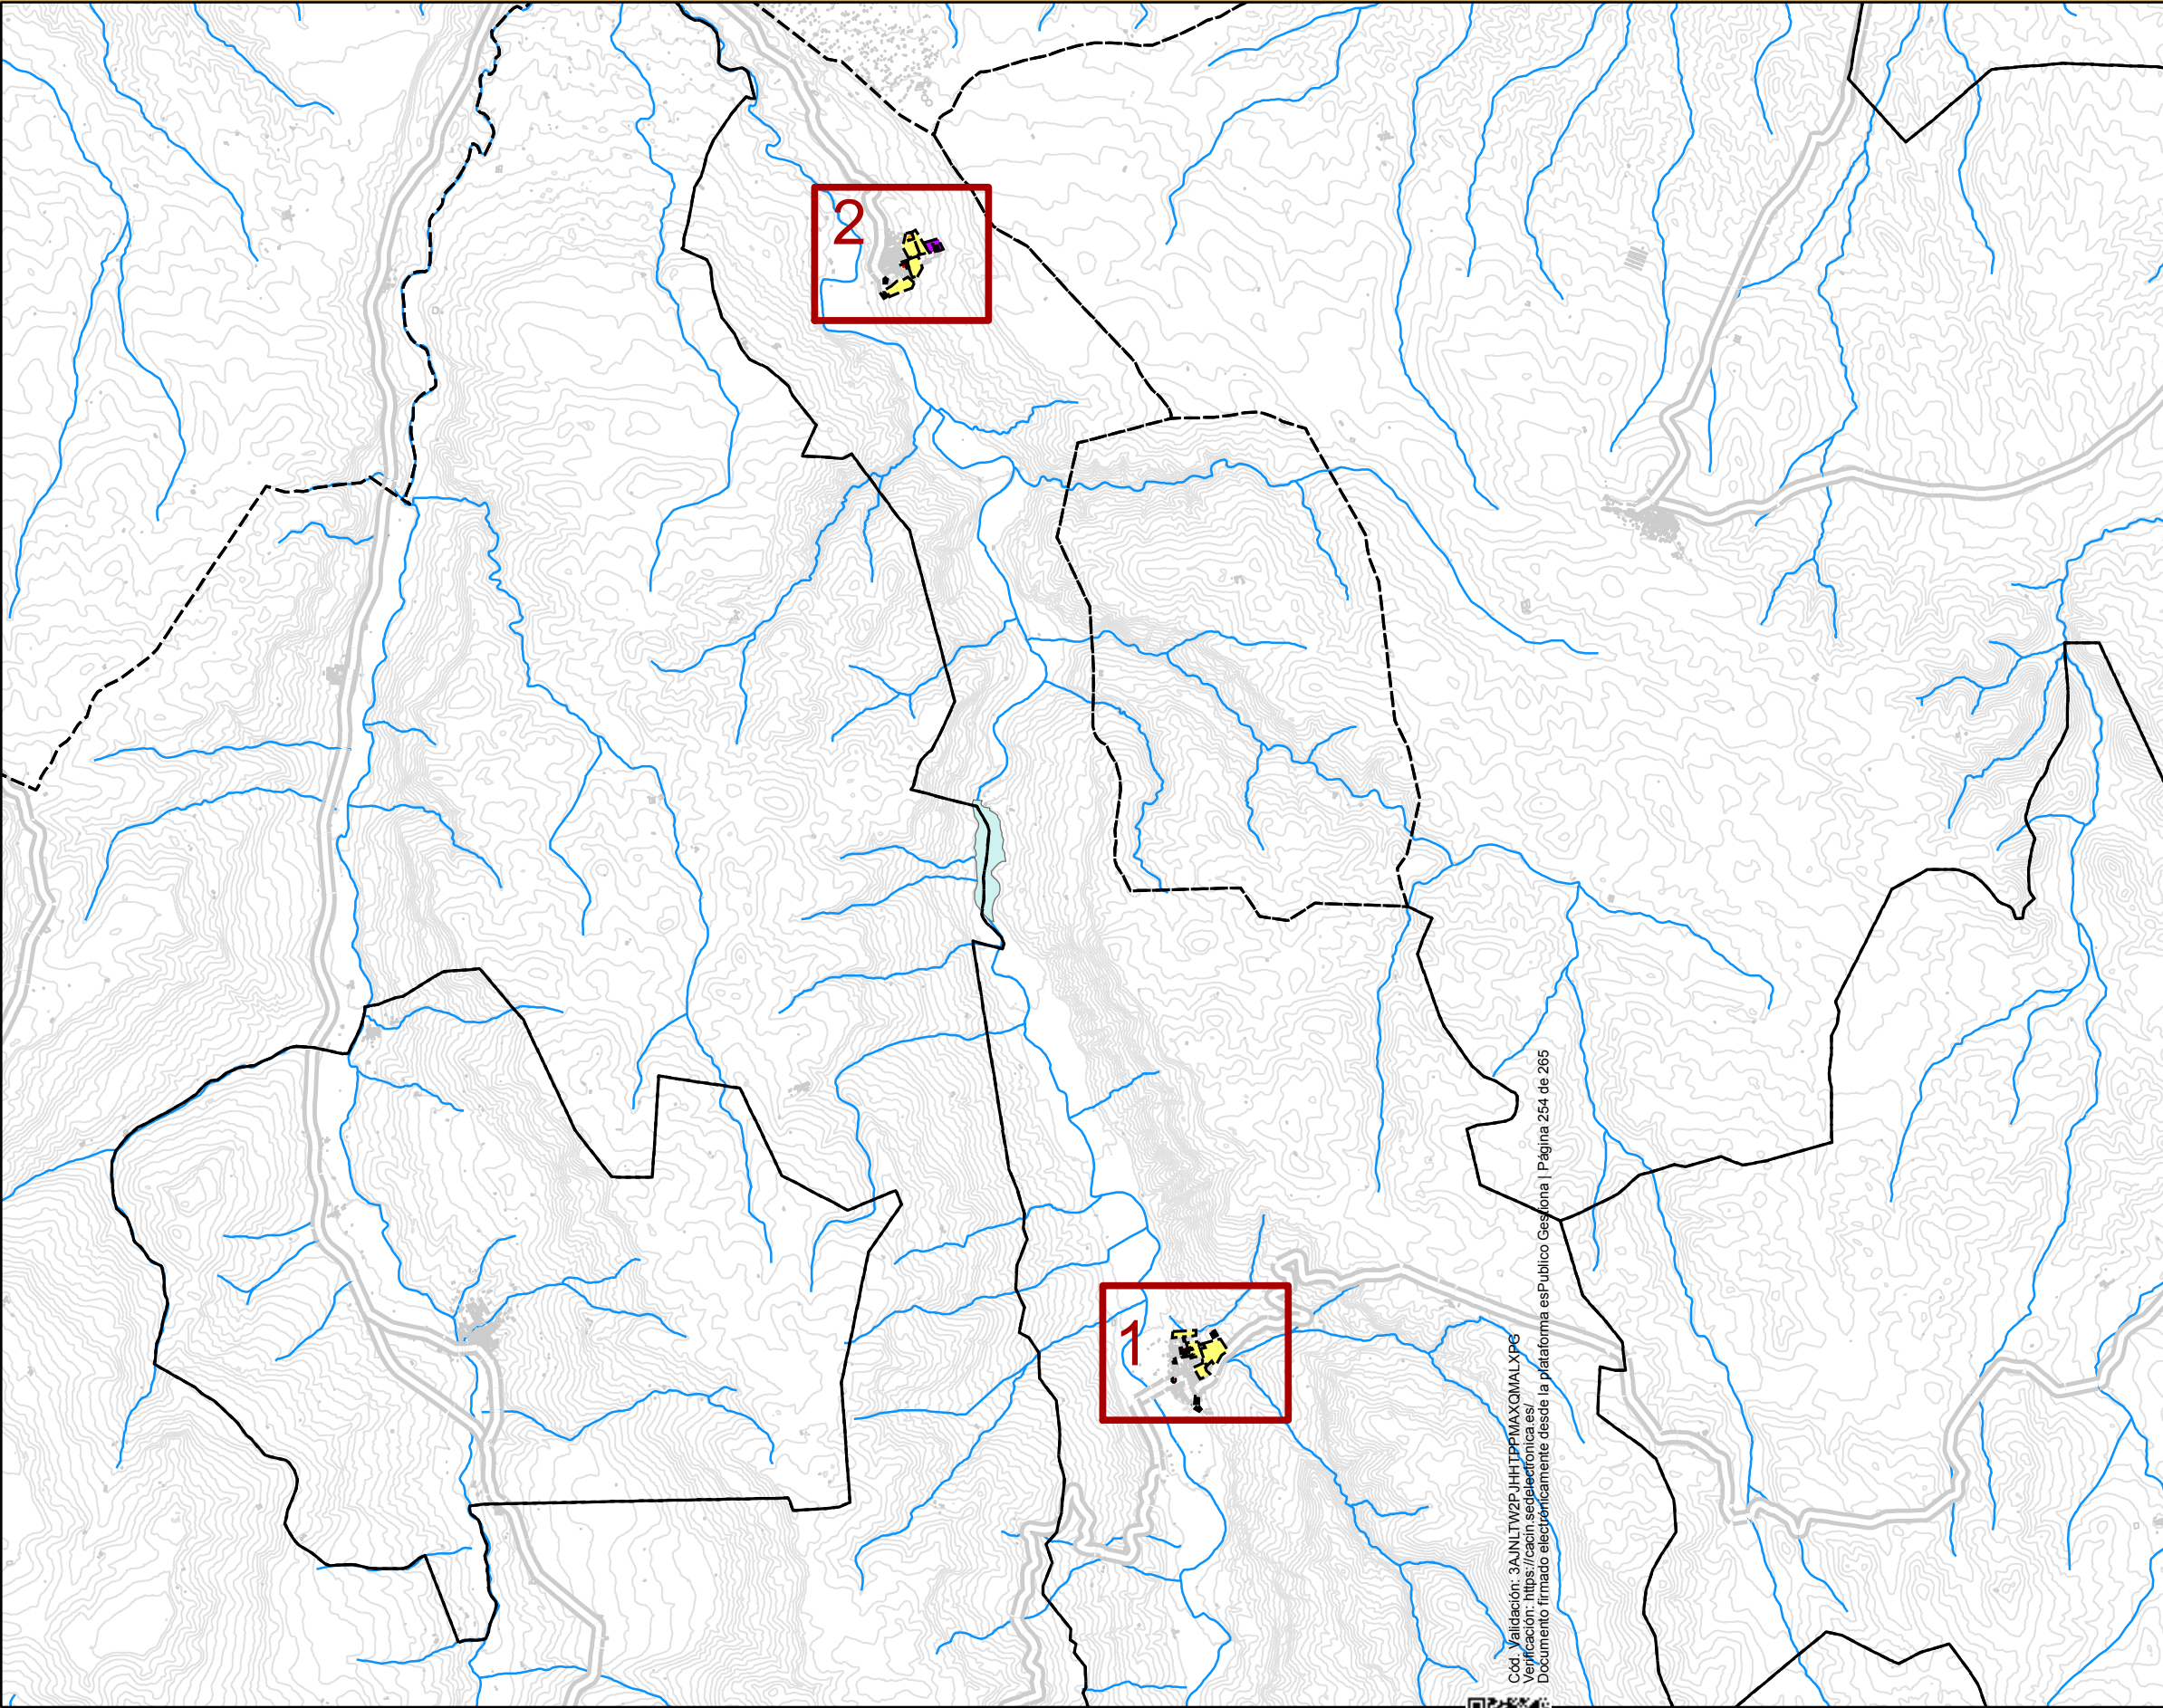 2
1
Cód. Validación: 3AJNLTW2PJHHTPPMAXQMALXPG
Verificación: https://cacin.sedelectronica.es/
Documento firmado electrónicamente desde la plataforma esPublico Gestiona | Página 254 de 265